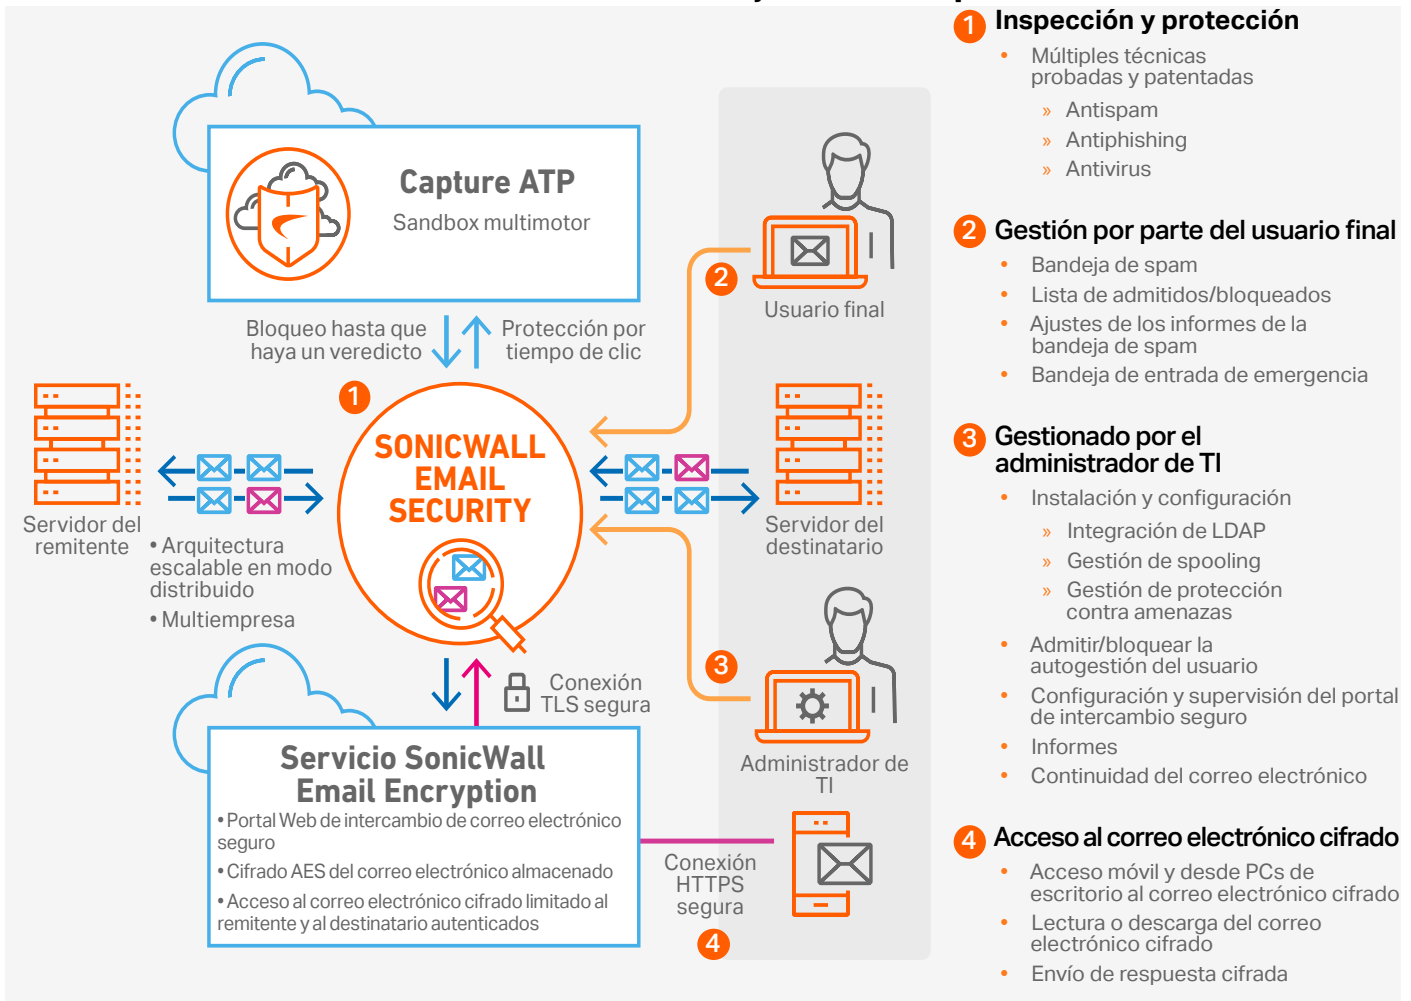 Capture ATP
Sandbox multimotor
Bloqueo hasta que
haya un veredicto
Protección por
tiempo de clic
1
SONICWALL
EMAIL
SECURITY
Servidor del
remitente
• Arquitectura
escalable en modo
distribuido
• Multiempresa
Conexión
TLS segura
Servicio SonicWall
Email Encryption
• Portal Web de intercambio de correo electrónico
seguro
• Cifrado AES del correo electrónico almacenado
• Acceso al correo electrónico cifrado limitado al
remitente y al destinatario autenticados
2
Usuario final
Servidor del
destinatario
3
Administrador de
TI
Conexión
HTTPS
segura
4
1 Inspección y protección
• Múltiples técnicas
probadas y patentadas
» Antispam
» Antiphishing
» Antivirus
2 Gestión por parte del usuario final
• Bandeja de spam
• Lista de admitidos/bloqueados
• Ajustes de los informes de la
bandeja de spam
• Bandeja de entrada de emergencia
3 Gestionado por el
administrador de TI
• Instalación y configuración
» Integración de LDAP
» Gestión de spooling
» Gestión de protección
contra amenazas
• Admitir/bloquear la
autogestión del usuario
• Configuración y supervisión del portal
de intercambio seguro
• Informes
• Continuidad del correo electrónico
4 Acceso al correo electrónico cifrado
• Acceso móvil y desde PCs de
escritorio al correo electrónico cifrado
• Lectura o descarga del correo
electrónico cifrado
• Envío de respuesta cifrada